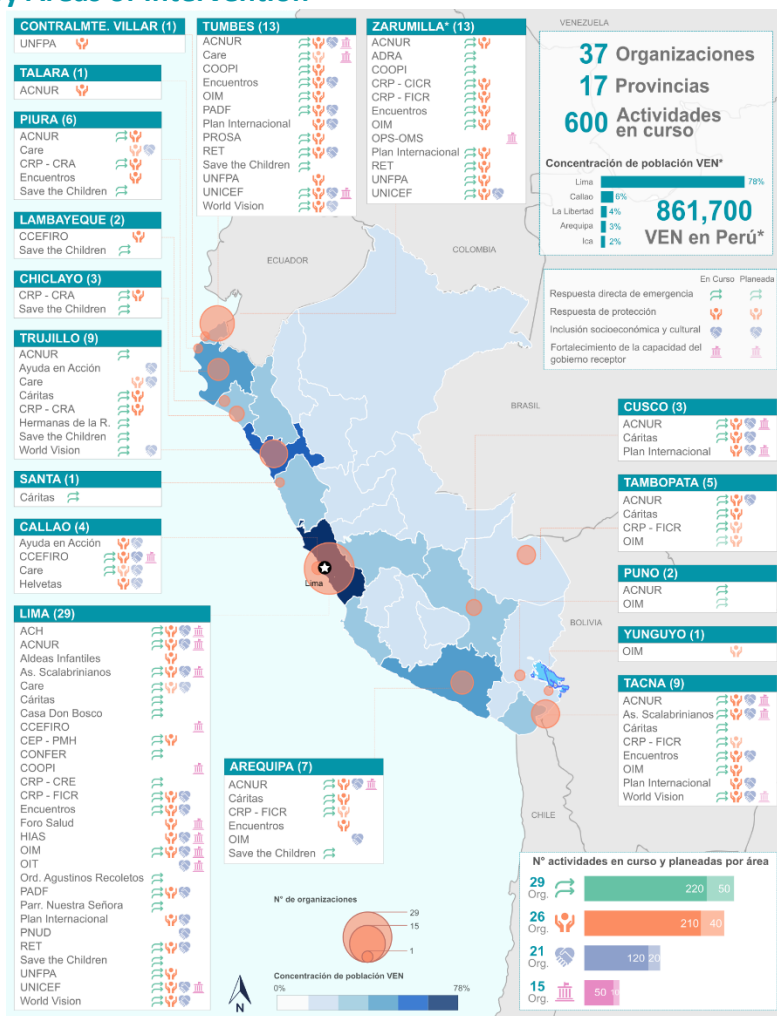 y Areas of Intervention
CONTRALMTE. VILLAR (1)
UNFPA
TALARA (1)
ACNUR
PIURA (6)
ACNUR
Care
CRP - CRA
Encuentros
Save the Children
LAMBAYEQUE (2)
CCEFIRO
Save the Children
CHICLAYO (3)
CRP - CRA
Save the Children
TRUJILLO (9)
ACNUR
Ayuda en Acción
Care
Cáritas
CRP - CRA
Hermanas de la R.
Save the Children
World Vision
SANTA (1)
Cáritas
CALLAO (4)
Ayuda en Acción
CCEFIRO
Care
Helvetas
LIMA (29)
ACH
ACNUR
Aldeas Infantiles
As. Scalabrinianos
Care
Cáritas
Casa Don Bosco
CCEFIRO
CEP - PMH
CONFER
COOPI
CRP - CRE
CRP - FICR
Encuentros
Foro Salud
HIAS
OIM
OIT
Ord. Agustinos Recoletos
PADF
Parr. Nuestra Señora
Plan Internacional
PNUD
RET
Save the Children
UNFPA
UNICEF
World Vision
TUMBES (13)
ACNUR
Care
COOPI
Encuentros
OIM
PADF
Plan Internacional
PROSA
RET
Save the Children
UNFPA
UNICEF
World Vision
ZARUMILLA* (13)
ACNUR
ADRA
COOPI
CRP - CICR
CRP - FICR
Encuentros
OIM
OPS-OMS
Plan Internacional
RET
UNFPA
UNICEF
VENEZUELA
37 Organizaciones
17 Provincias
600 Actividades
en curso
Concentración de población VEN*
Lima 78%
Callao 6%
La Libertad 4%
Arequipa 3%
Ica 2%
861,700
VEN en Perú*
En Curso Planeada
Respuesta directa de emergencia
Respuesta de protección
Inclusión socioeconómica y cultural
Fortalecimiento de la capacidad del
gobierno receptor
ECUADOR
COLOMBIA
BRASIL
BOLIVIA
CHILE
Lima
CUSCO (3)
ACNUR
Cáritas
Plan Internacional
TAMBOPATA (5)
ACNUR
Cáritas
CRP - FICR
OIM
PUNO (2)
ACNUR
OIM
YUNGUYO (1)
OIM
TACNA (9)
ACNUR
As. Scalabrinianos
Cáritas
CRP - FICR
Encuentros
OIM
Plan Internacional
World Vision
AREQUIPA (7)
ACNUR
Cáritas
CRP - FICR
Encuentros
OIM
Save the Children
N° de organizaciones
29
15
1
Concentración de población VEN
0% 78%
N
N° actividades en curso y planeadas por área
29 Org. 220 50
26 Org. 210 40
21 Org. 120 20
15 Org. 50 10